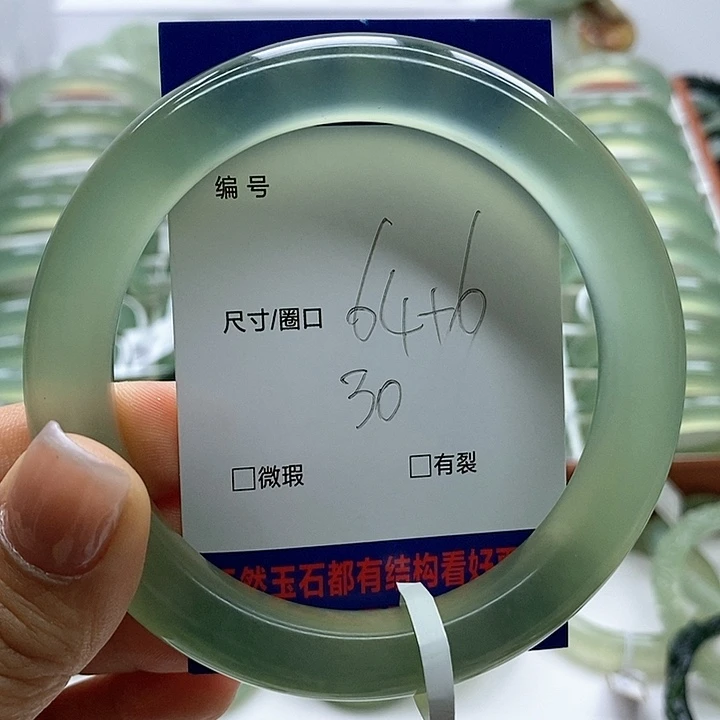 编号
尺寸/圈口 64+6
30
□微瑕 □有裂
然玉石都有结构看好